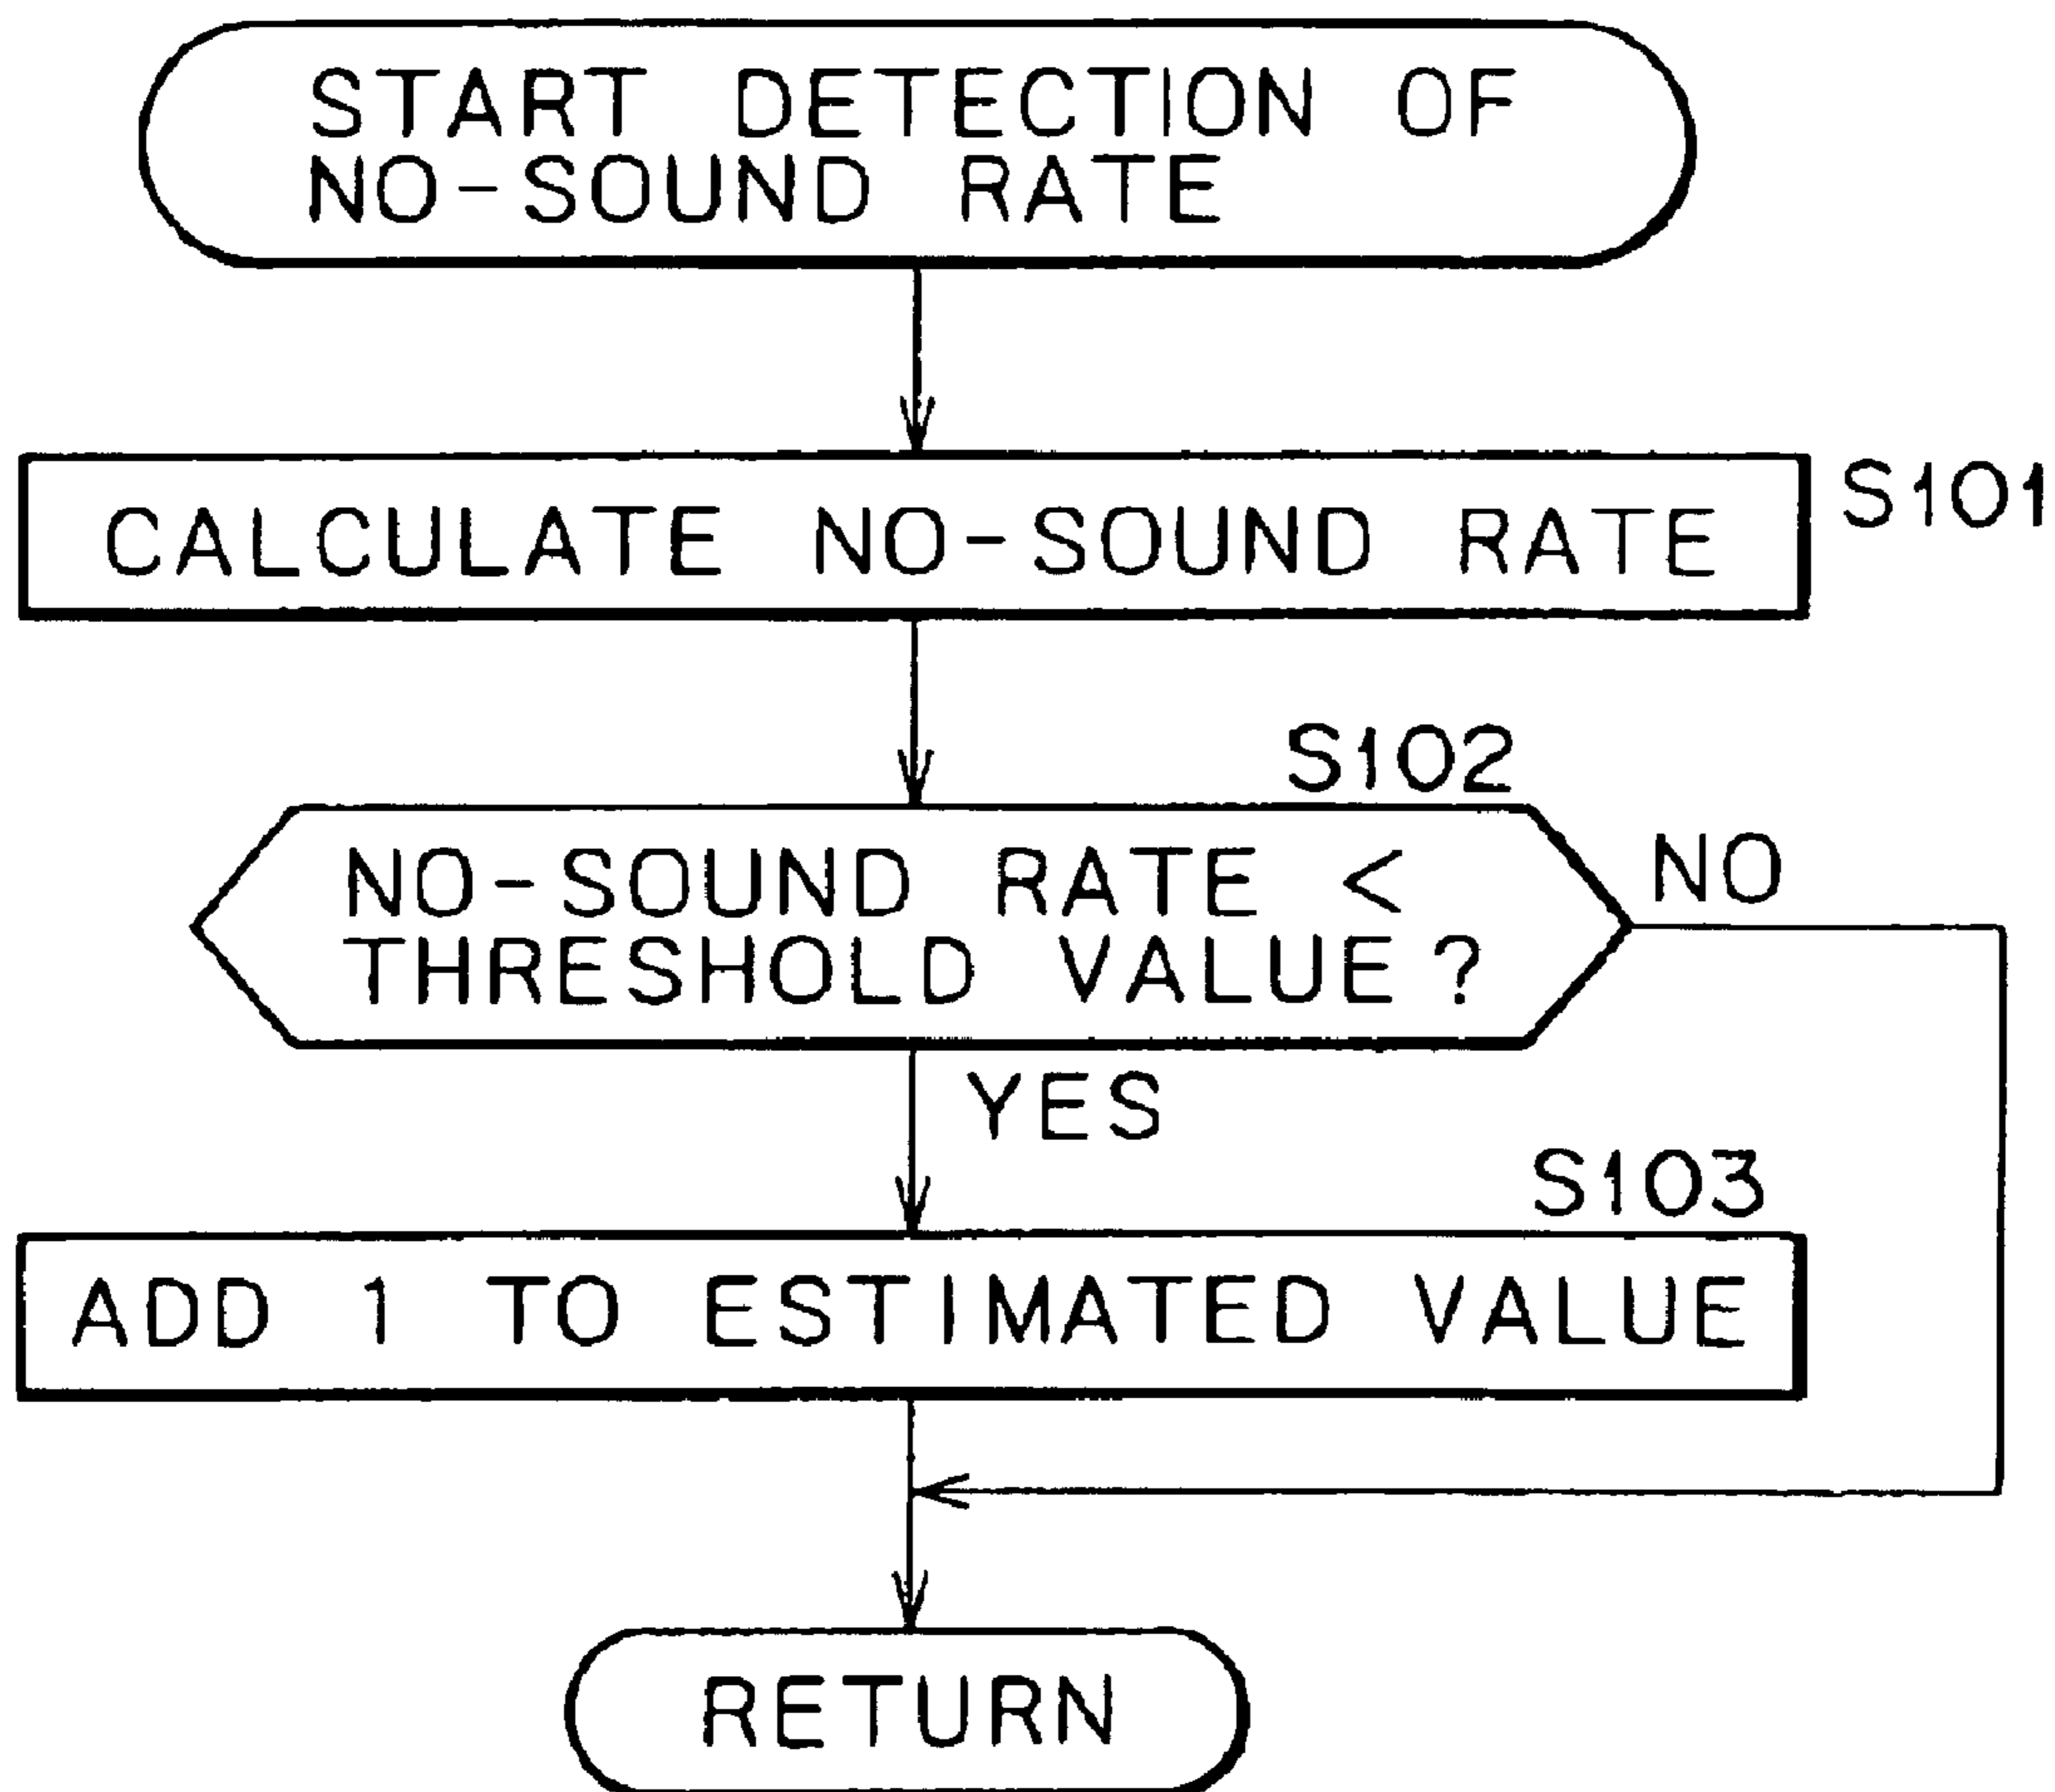 START DETECTION OF
NO-SOUND RATE
CALCULATE NO-SOUND RATE
S101
S102
NO-SOUND RATE <
THRESHOLD VALUE?
NO
YES
S103
ADD 1 TO ESTIMATED VALUE
RETURN